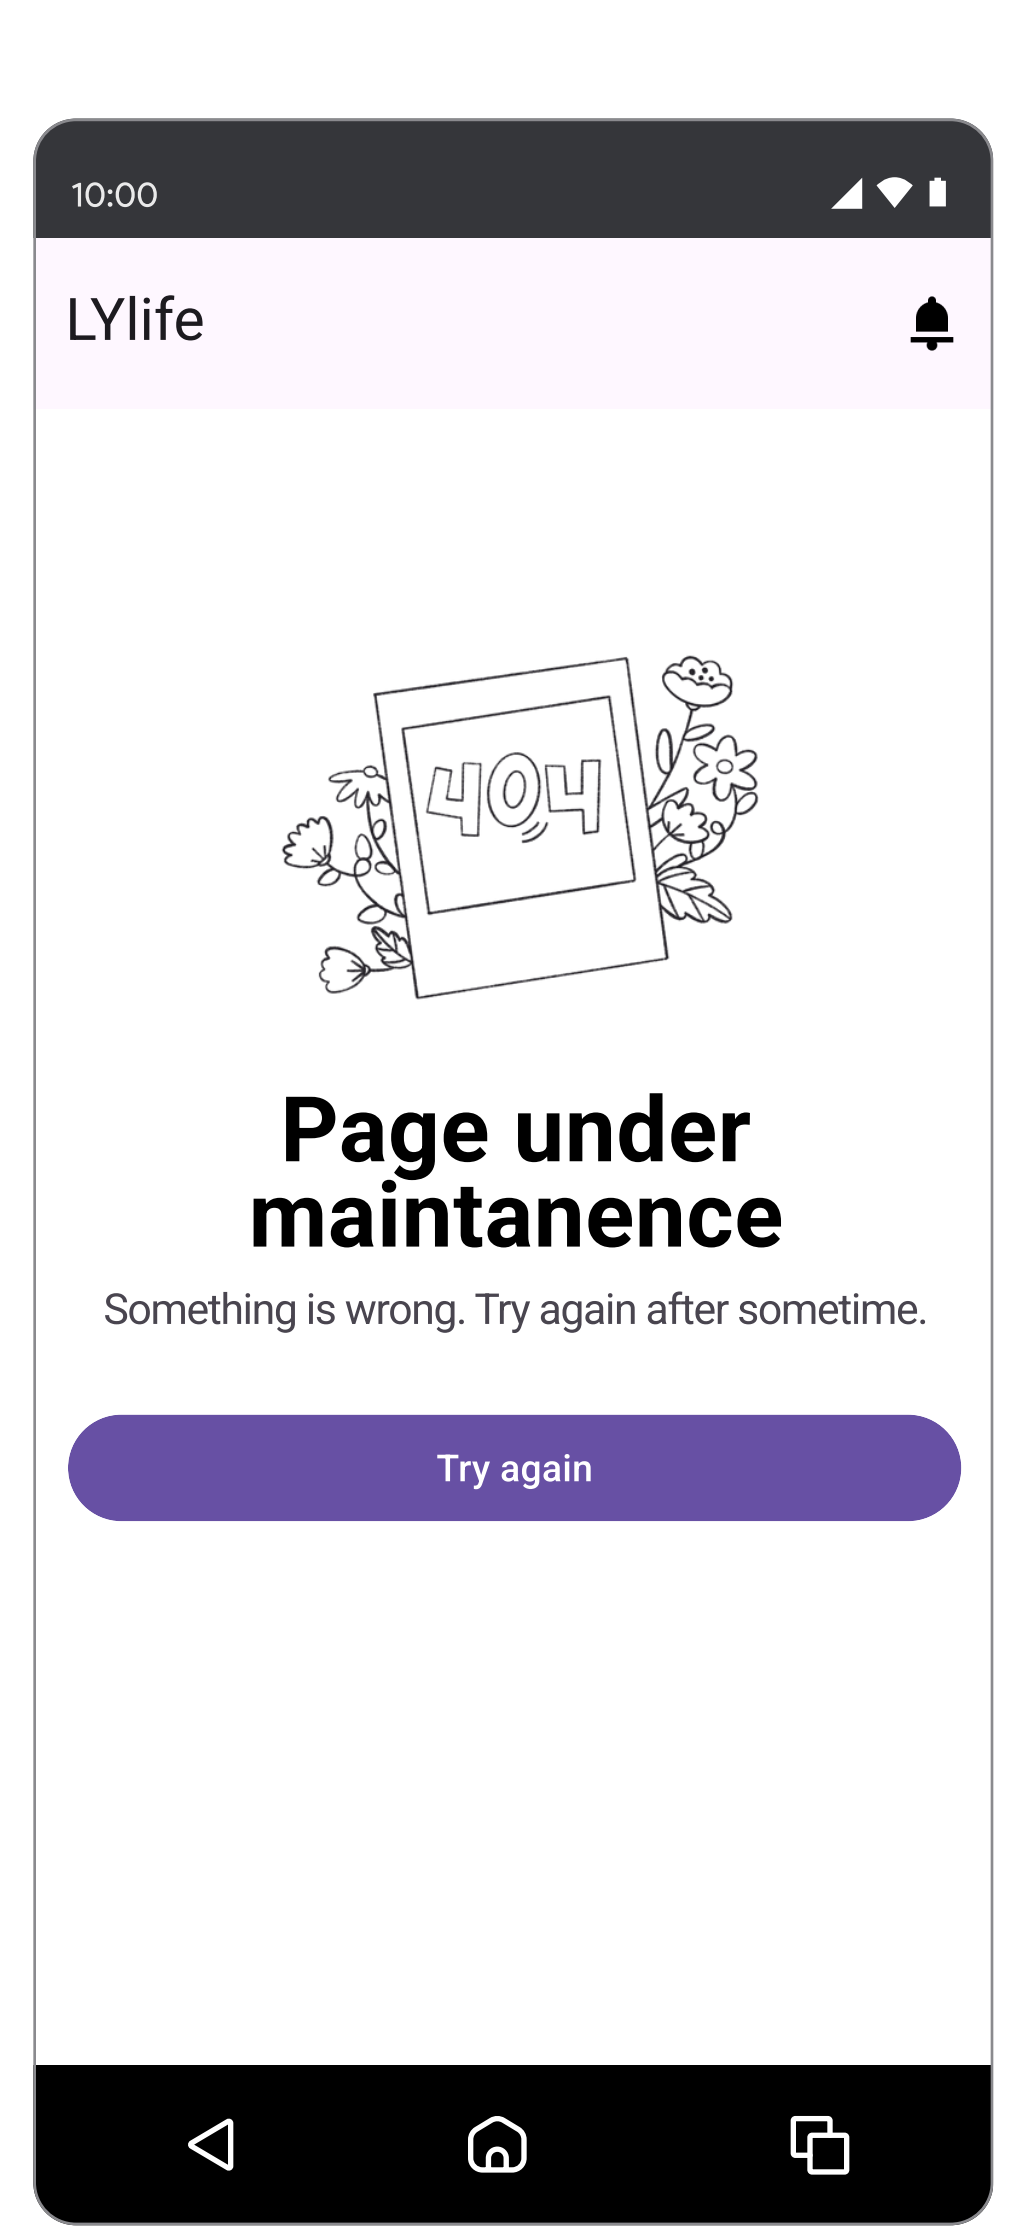 10:00
LYlife
404
Page under
maintanence
Something is wrong. Try again after sometime.
Try again